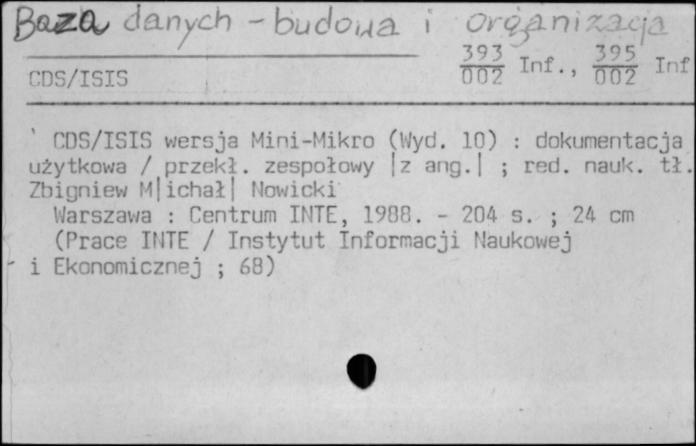 Baza danych - budowa i organizacja
393 395
002 Inf., 002 Inf
CDS/ISIS
CDS/ISIS wersja Mini-Mikro (Wyd. 10) : dokumentacja
użytkowa / przekł. zespołowy |z ang.| ; red. nauk. tł.
Zbigniew M|ichał| Nowicki
Warszawa : Centrum INTE, 1988. - 204 s. ; 24 cm
(Prace INTE / Instytut Informacji Naukowej
i Ekonomicznej ; 68)